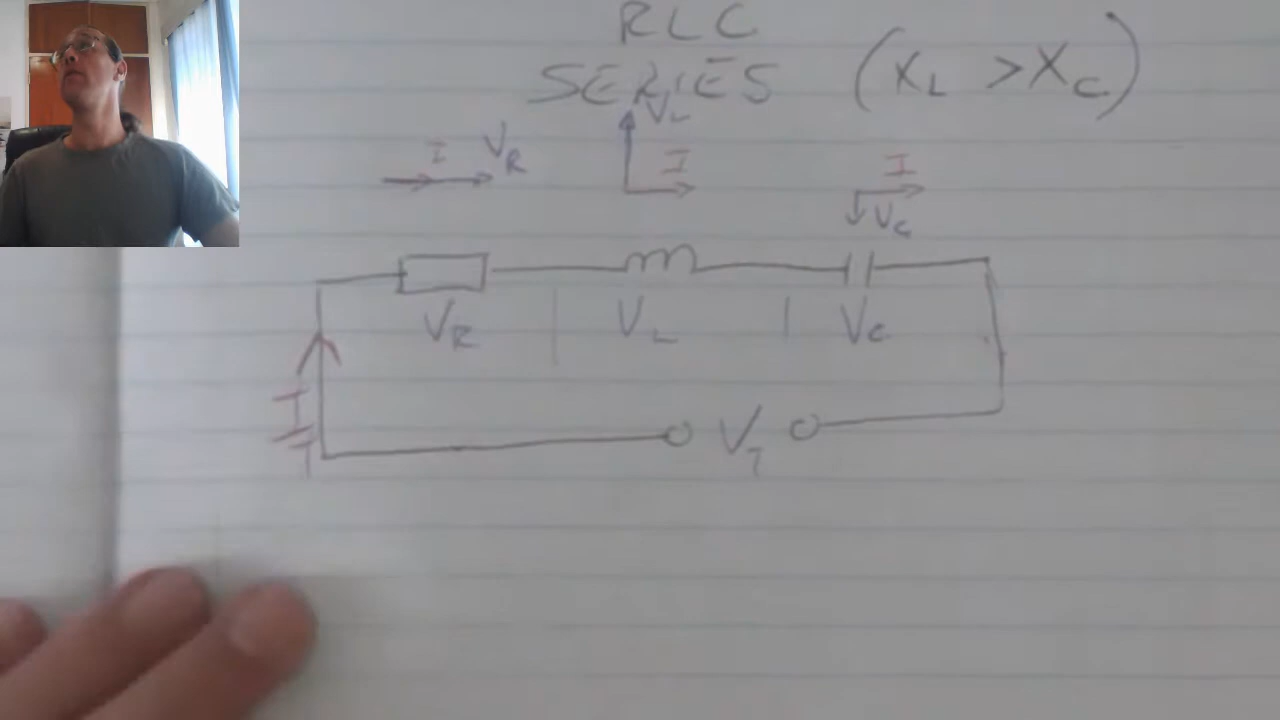 RLC
SERIES (XL > XC)
I VR
VL I
I VC
VR VL VC
I
VT